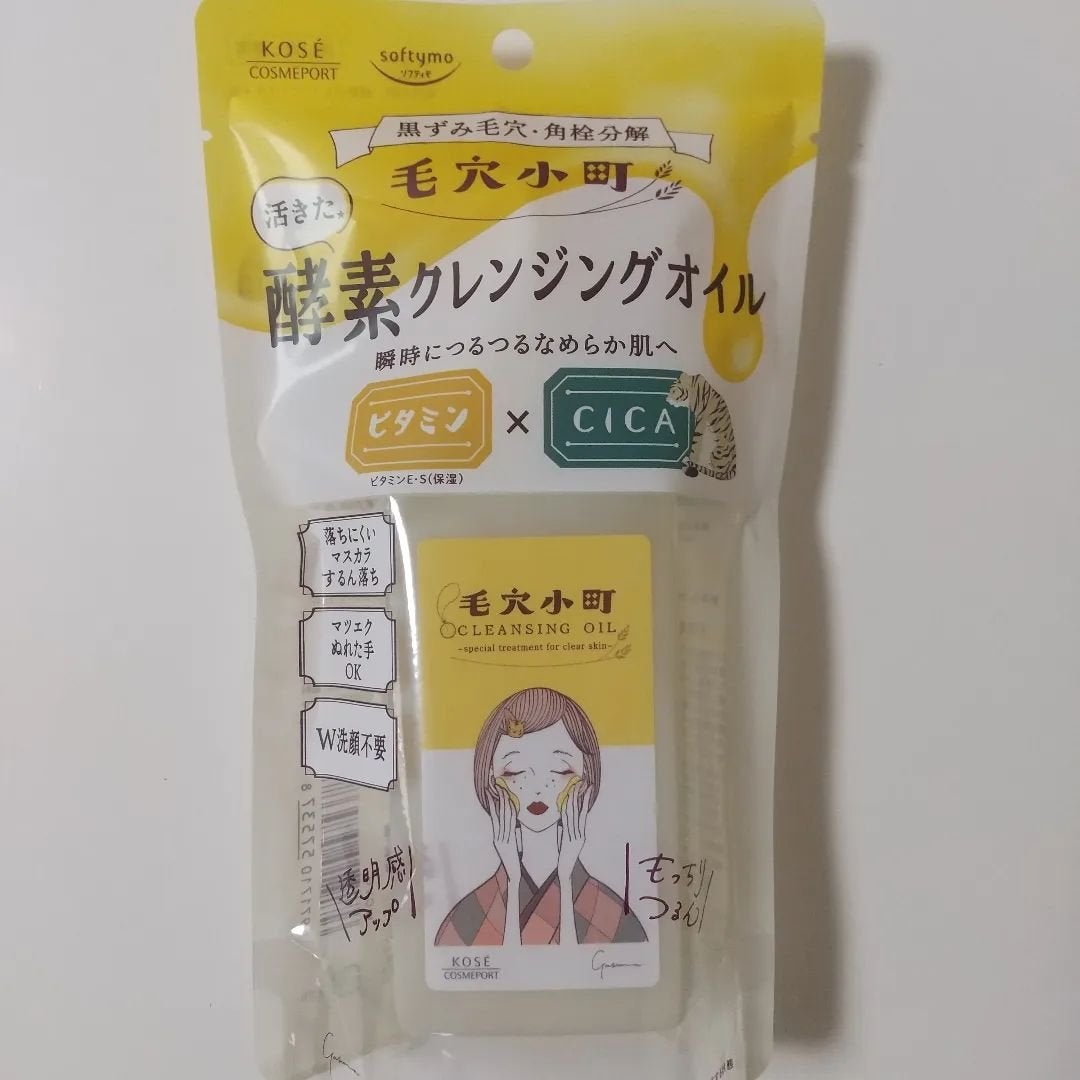 KOSÉ
COSMEPORT
softymo
ソフティモ
黒ずみ毛穴・角栓分解
毛穴小町
活きた★
酵素クレンジングオイル
瞬時につるつるなめらか肌へ
ビタミン × CICA
ビタミンE・S(保湿)
落ちにくい
マスカラ
するん落ち
マツエク
ぬれた手
OK
W洗顔不要
透明感
アップ
もっちり
つるん
毛穴小町
CLEANSING OIL
-special treatment for clear skin-
KOSÉ
COSMEPORT